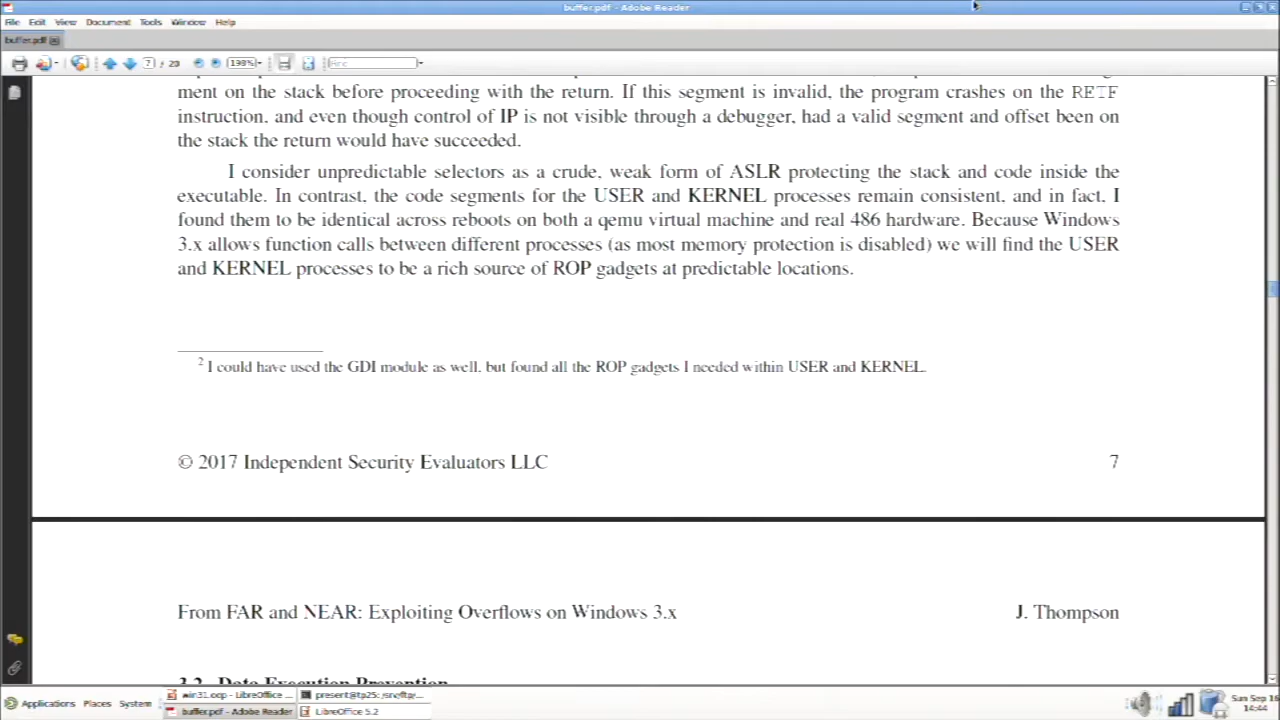 buffer.pdf - Adobe Reader
File Edit View Document Tools Window Help
buffer.pdf
7 / 20 198%
ment on the stack before proceeding with the return. If this segment is invalid, the program crashes on the RETF
instruction, and even though control of IP is not visible through a debugger, had a valid segment and offset been on
the stack the return would have succeeded.
I consider unpredictable selectors as a crude, weak form of ASLR protecting the stack and code inside the
executable. In contrast, the code segments for the USER and KERNEL processes remain consistent, and in fact, I
found them to be identical across reboots on both a qemu virtual machine and real 486 hardware. Because Windows
3.x allows function calls between different processes (as most memory protection is disabled) we will find the USER
and KERNEL processes to be a rich source of ROP gadgets at predictable locations.
2 I could have used the GDI module as well, but found all the ROP gadgets I needed within USER and KERNEL.
© 2017 Independent Security Evaluators LLC 7
From FAR and NEAR: Exploiting Overflows on Windows 3.x J. Thompson
3.2 Data Execution Prevention
win31.odp - LibreOffice ... present@tp25:
Applications Places System
buffer.pdf - Adobe Reader LibreOffice 5.2
Sun Sep 16
14:44